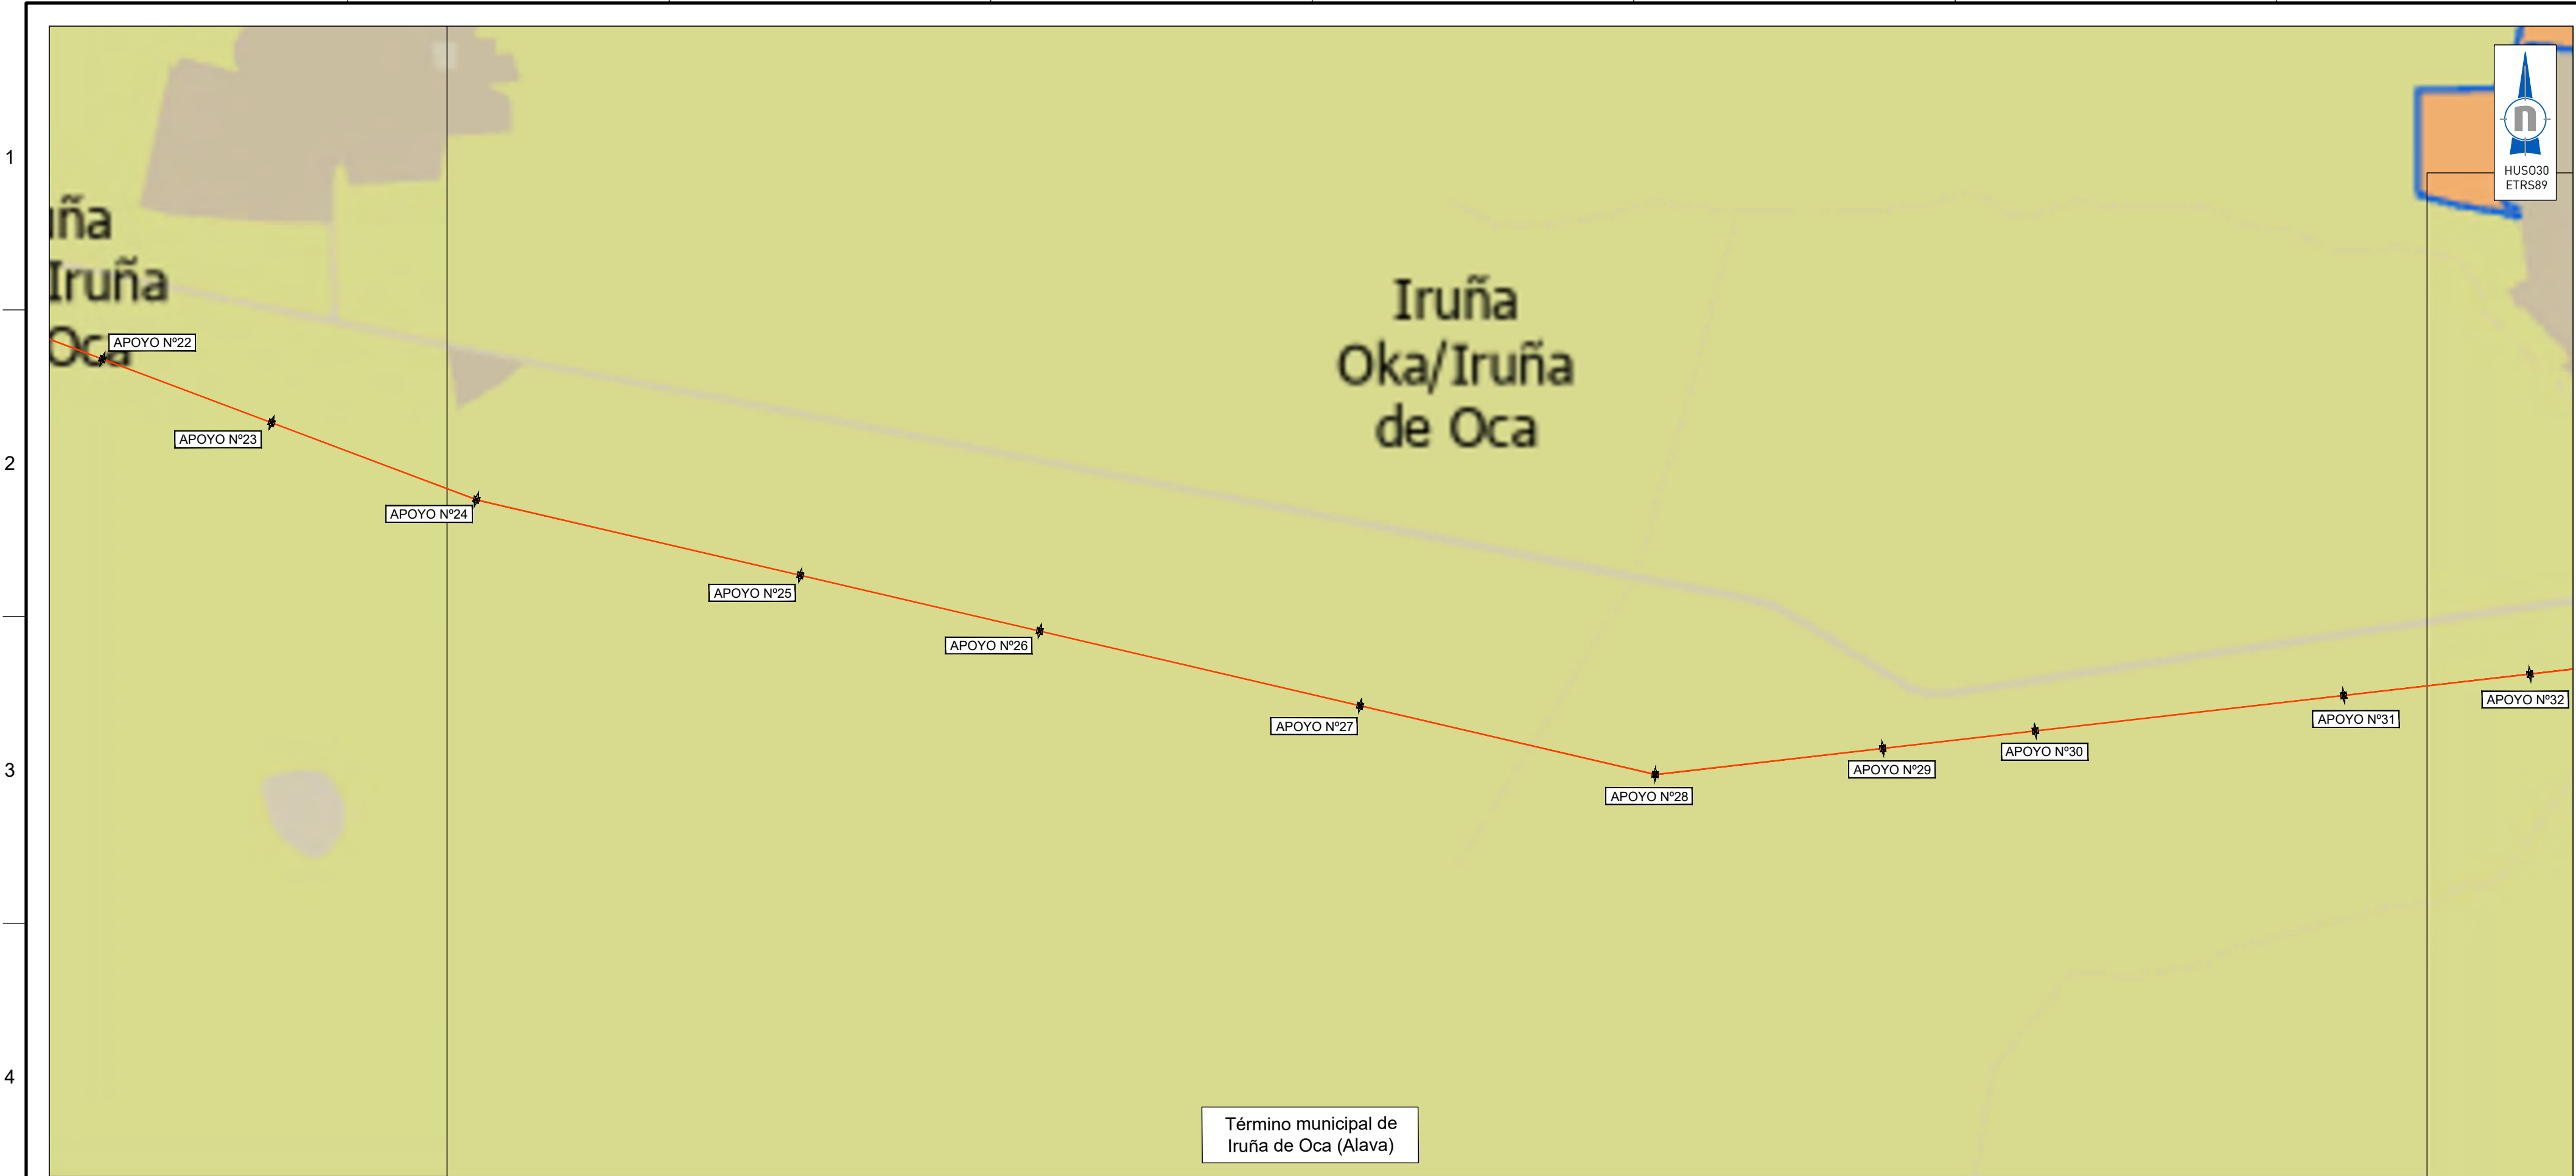 1
2
3
4
HUSO30
ETRS89
uña
Iruña
Oca
Iruña
Oka/Iruña
de Oca
APOYO Nº22
APOYO Nº23
APOYO Nº24
APOYO Nº25
APOYO Nº26
APOYO Nº27
APOYO Nº28
APOYO Nº29
APOYO Nº30
APOYO Nº31
APOYO Nº32
Término municipal de
Iruña de Oca (Alava)